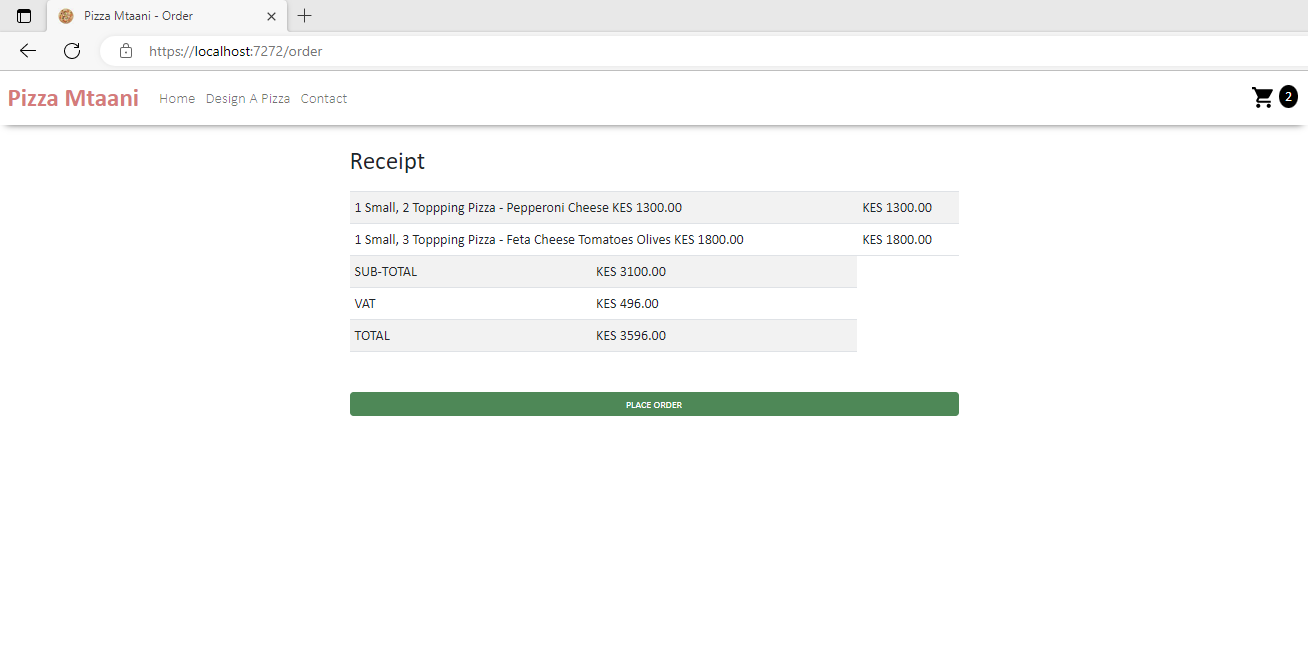 Pizza Mtaani - Order
https://localhost:7272/order
Pizza Mtaani Home Design A Pizza Contact 2
Receipt
1 Small, 2 Toppping Pizza - Pepperoni Cheese KES 1300.00 KES 1300.00
1 Small, 3 Toppping Pizza - Feta Cheese Tomatoes Olives KES 1800.00 KES 1800.00
SUB-TOTAL KES 3100.00
VAT KES 496.00
TOTAL KES 3596.00
PLACE ORDER